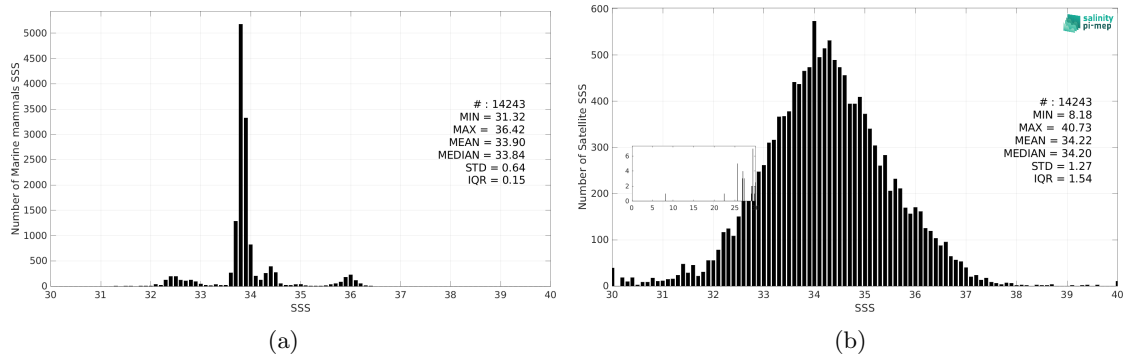 5000
4500
4000
3500
3000
2500
2000
1500
1000
500
0
Number of Marine mammals SSS
# : 14243
MIN = 31.32
MAX = 36.42
MEAN = 33.90
MEDIAN = 33.84
STD = 0.64
IQR = 0.15
30 31 32 33 34 35 36 37 38 39 40
SSS
(a)
600
500
400
300
200
100
0
Number of Satellite SSS
salinity
pi-mep
# : 14243
MIN = 8.18
MAX = 40.73
MEAN = 34.22
MEDIAN = 34.20
STD = 1.27
IQR = 1.54
6
4
2
0
0 5 10 15 20 25
30 31 32 33 34 35 36 37 38 39 40
SSS
(b)